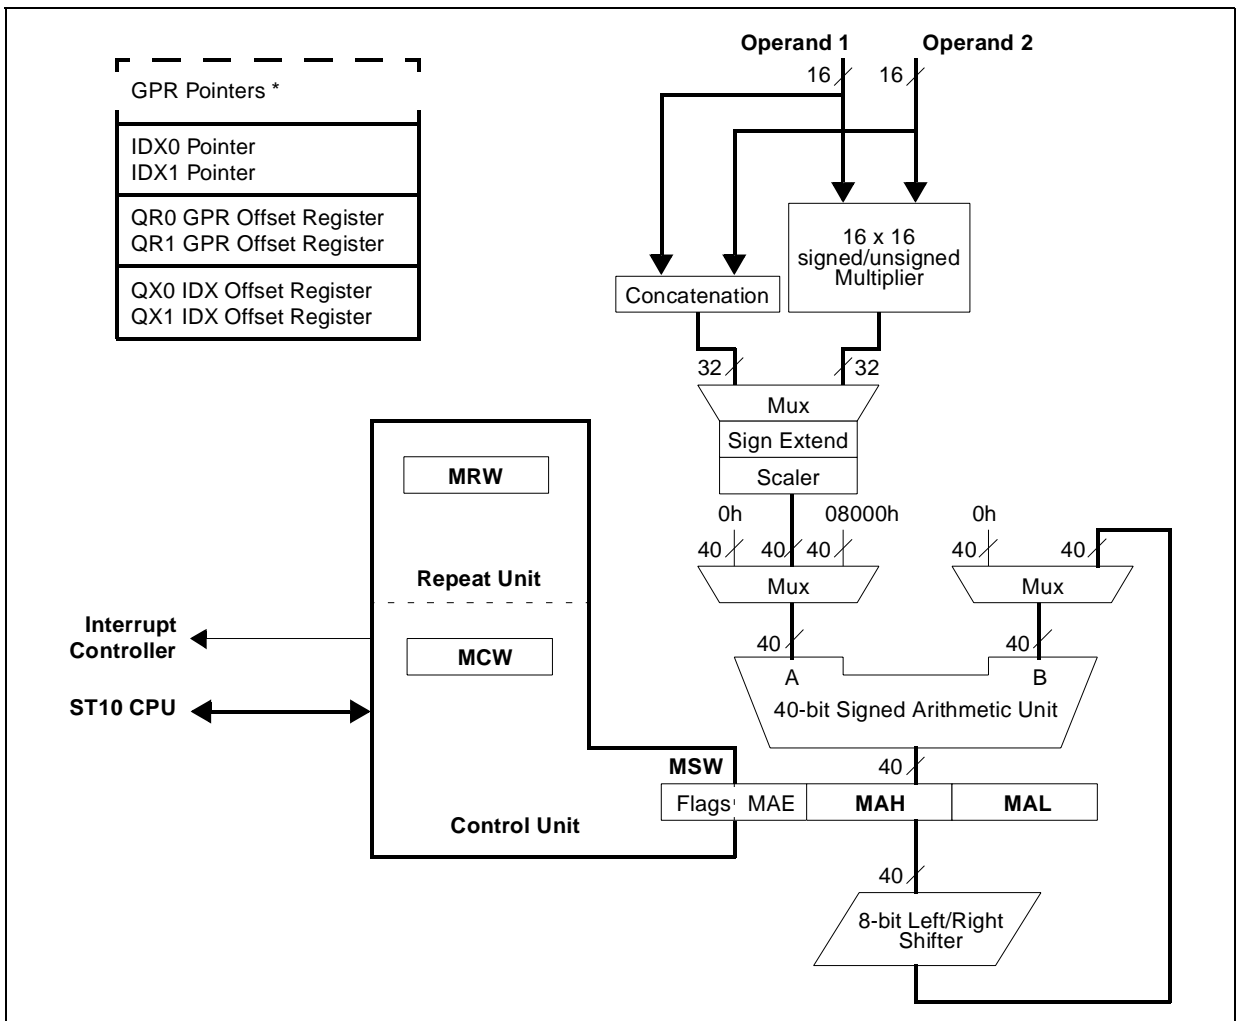 Operand 1
Operand 2
16
16
GPR Pointers *
IDX0 Pointer
IDX1 Pointer
QR0 GPR Offset Register
QR1 GPR Offset Register
QX0 IDX Offset Register
QX1 IDX Offset Register
16 x 16
signed/unsigned
Multiplier
Concatenation
32
32
Mux
Sign Extend
Scaler
0h
08000h
0h
40
40
40
40
40
Mux
Mux
MRW
Repeat Unit
Interrupt
Controller
MCW
ST10 CPU
40
40
A
B
40-bit Signed Arithmetic Unit
MSW
40
Flags
MAE
MAH
MAL
Control Unit
40
8-bit Left/Right
Shifter